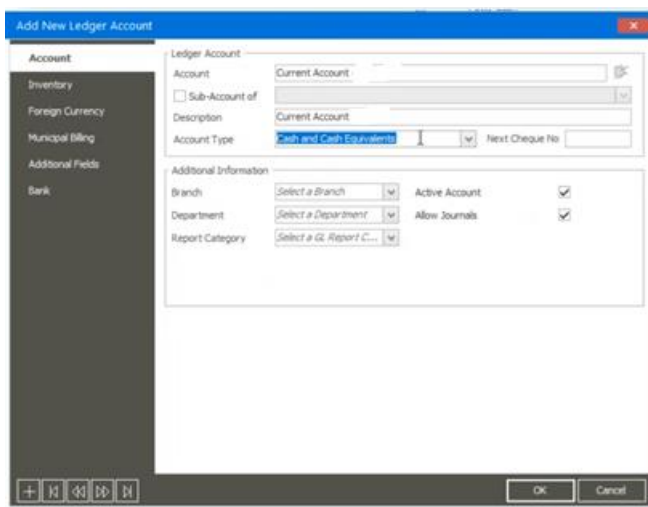 Add New Ledger Account
Account
Inventory
Foreign Currency
Municipal Billing
Additional Fields
Bank
Ledger Account
Account Current Account
Sub-Account of
Description Current Account
Account Type Cash and Cash Equivalents Next Cheque No
Additional Information
Branch Select a Branch Active Account
Department Select a Department Allow Journals
Report Category Select a GL Report C...
OK Cancel